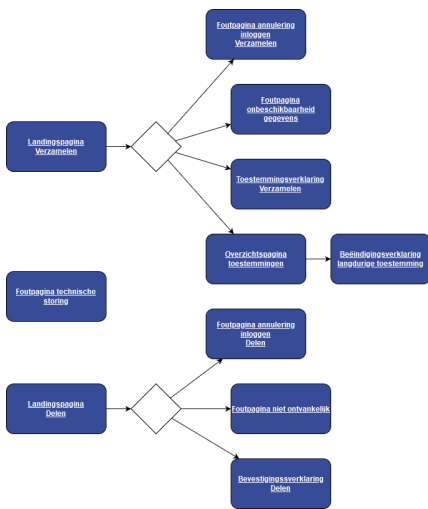 Foutpagina annulering
inloggen
Verzamelen
Foutpagina
onbeschikbaarheid
gegevens
Landingspagina
Verzamelen
Toestemmingsverklaring
Verzamelen
Overzichtspagina
toestemmingen
Beëindigingsverklaring
langdurige toestemming
Foutpagina technische
storing
Foutpagina annulering
inloggen
Delen
Landingspagina
Delen
Foutpagina niet ontvankelijk
Bevestigingssverklaring
Delen